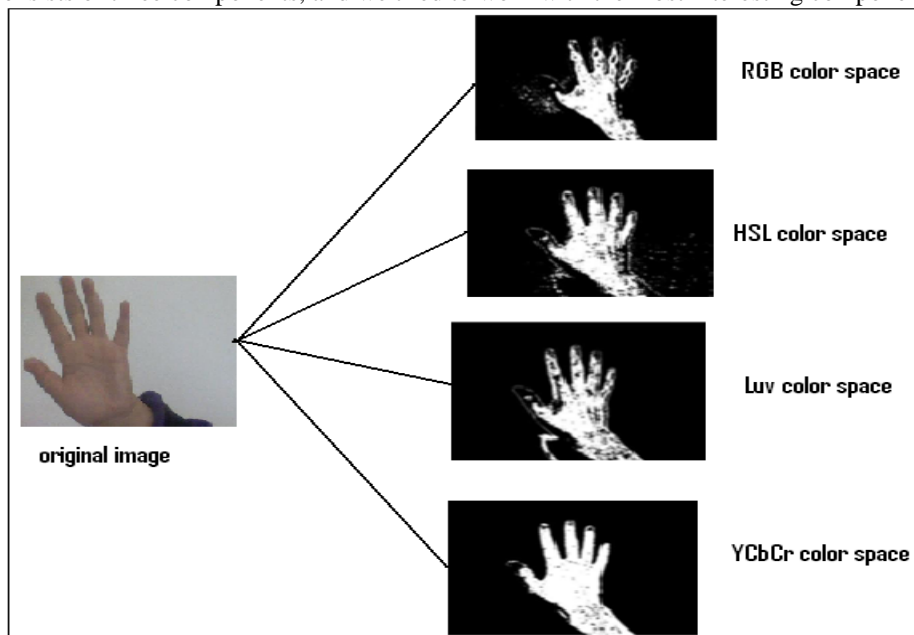 RGB color space
HSL color space
Luv color space
original image
YCbCr color space